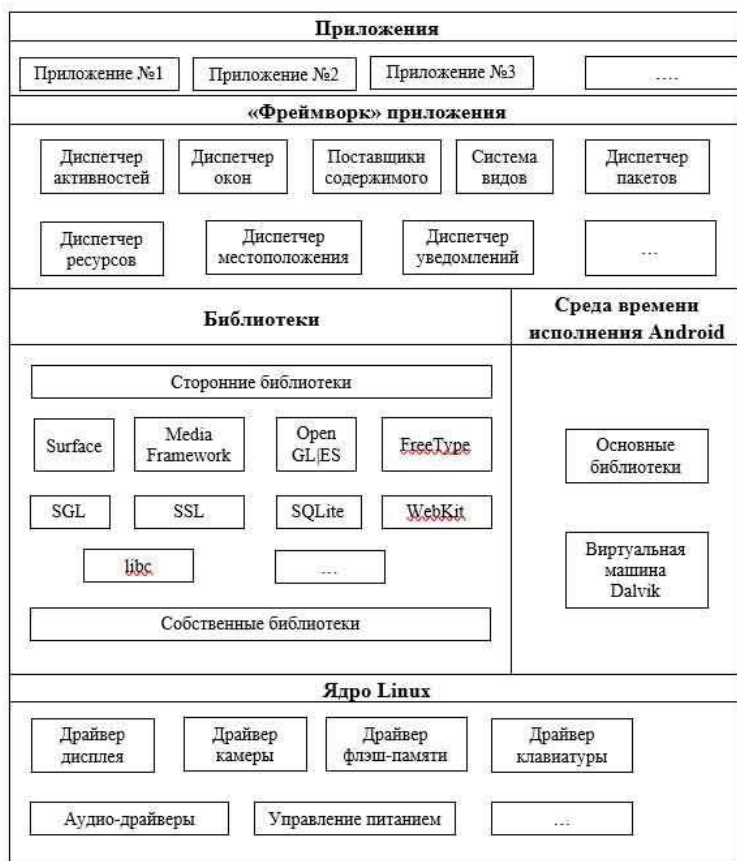 Приложения
Приложение №1
Приложение №2
Приложение №3
….
«Фреймворк» приложения
Диспетчер
активностей
Диспетчер
окон
Поставщики
содержимого
Система
видов
Диспетчер
пакетов
Диспетчер
ресурсов
Диспетчер
местоположения
Диспетчер
уведомлений
…
Библиотеки
Среда времени
исполнения Android
Сторонние библиотеки
Surface
Media
Framework
Open
GL|ES
FreeType
SGL
SSL
SQLite
WebKit
libc
…
Собственные библиотеки
Основные
библиотеки
Виртуальная
машина
Dalvik
Ядро Linux
Драйвер
дисплея
Драйвер
камеры
Драйвер
флэш-памяти
Драйвер
клавиатуры
Аудио-драйверы
Управление питанием
…